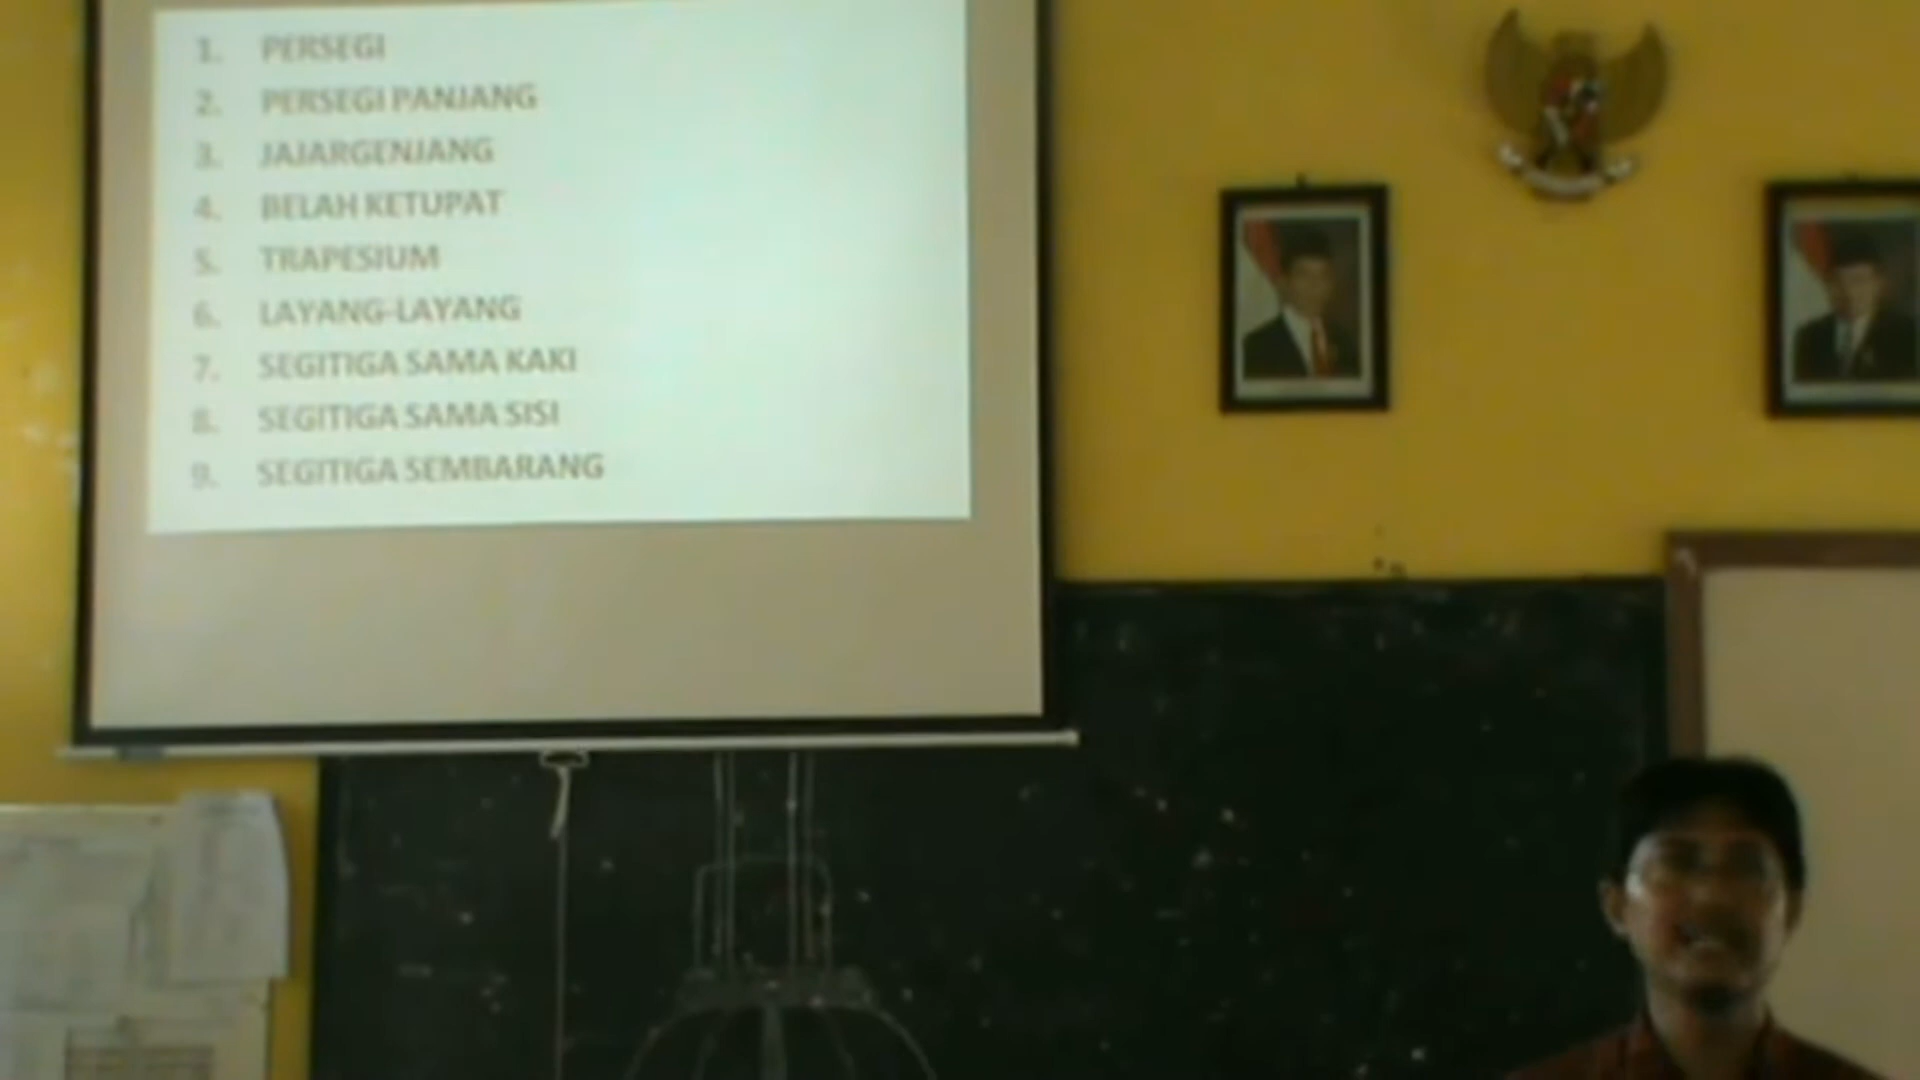 1. PERSEGI
2. PERSEGI PANJANG
3. JAJARGENJANG
4. BELAH KETUPAT
5. TRAPESIUM
6. LAYANG-LAYANG
7. SEGITIGA SAMA KAKI
8. SEGITIGA SAMA SISI
9. SEGITIGA SEMBARANG